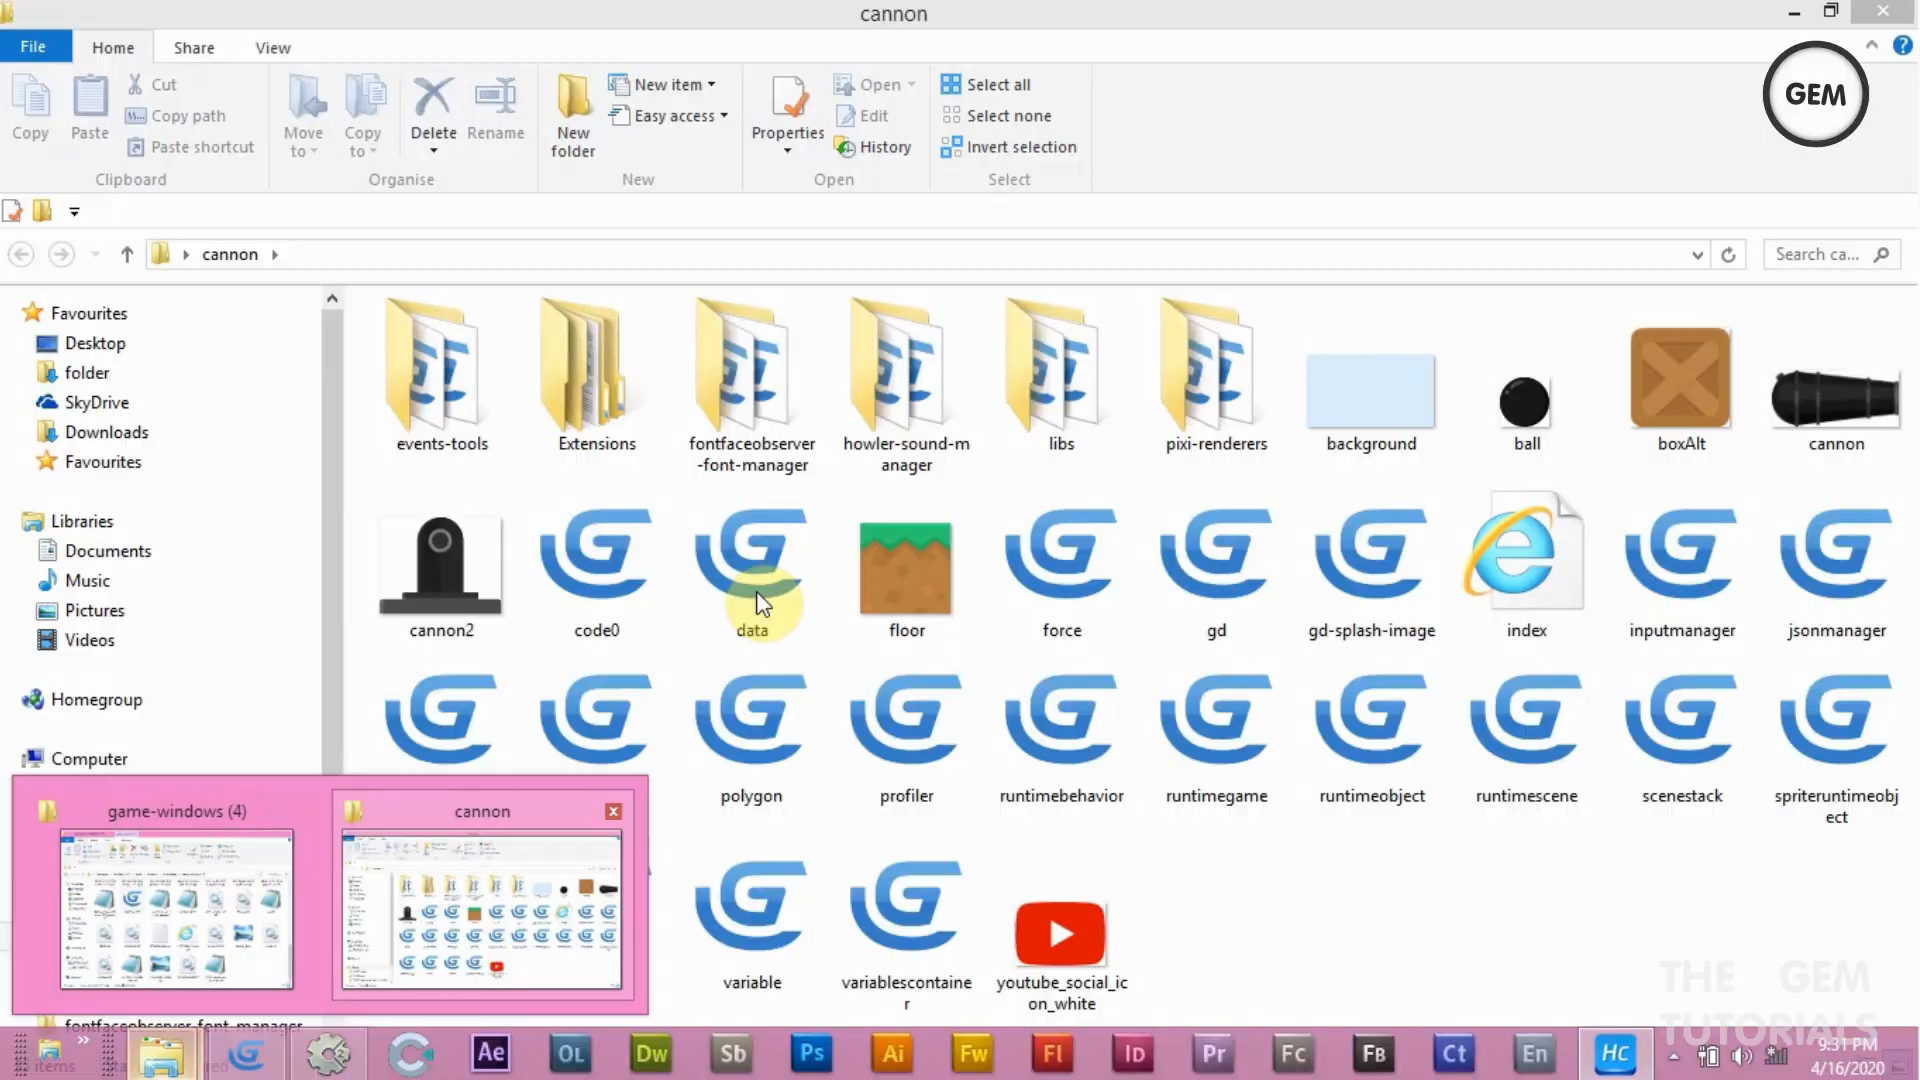 cannon
File
Home
Share
View
GEM
Copy
Paste
Cut
Copy path
Paste shortcut
Clipboard
Move to
Copy to
Delete
Rename
Organise
New folder
New item
Easy access
New
Properties
Open
Edit
History
Open
Select all
Select none
Invert selection
Select
cannon
Search ca...
Favourites
Desktop
folder
SkyDrive
Downloads
Favourites
Libraries
Documents
Music
Pictures
Videos
Homegroup
Computer
events-tools
Extensions
fontfaceobserver
-font-manager
howler-sound-m
anager
libs
pixi-renderers
background
ball
boxAlt
cannon
cannon2
code0
data
floor
force
gd
gd-splash-image
index
inputmanager
jsonmanager
polygon
profiler
runtimebehavior
runtimegame
runtimeobject
runtimescene
scenestack
spriteruntimeobj
ect
variable
variablescontaine
r
youtube_social_ic
on_white
game-windows (4)
cannon
fontfaceobserver-font-manager
items
Ae
OL
Dw
Sb
Ps
Ai
Fw
Fl
ID
Pr
Fc
FB
Ct
En
Hc
THE GEM
TUTORIALS
9:31 PM
4/16/2020